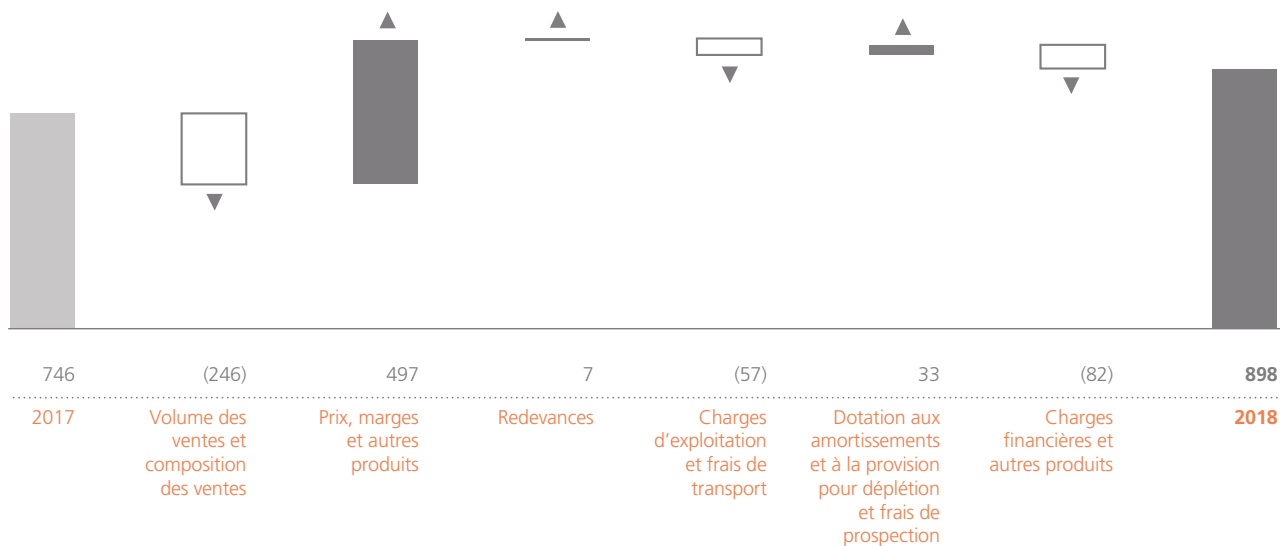 746 (246) 497 7 (57) 33 (82) 898
2017
Volume des
ventes et
composition
des ventes
Prix, marges
et autres
produits
Redevances
Charges
d'exploitation
et frais de
transport
Dotation aux
amortissements
et à la provision
pour déplétion
et frais de
prospection
Charges
financières et
autres produits
2018